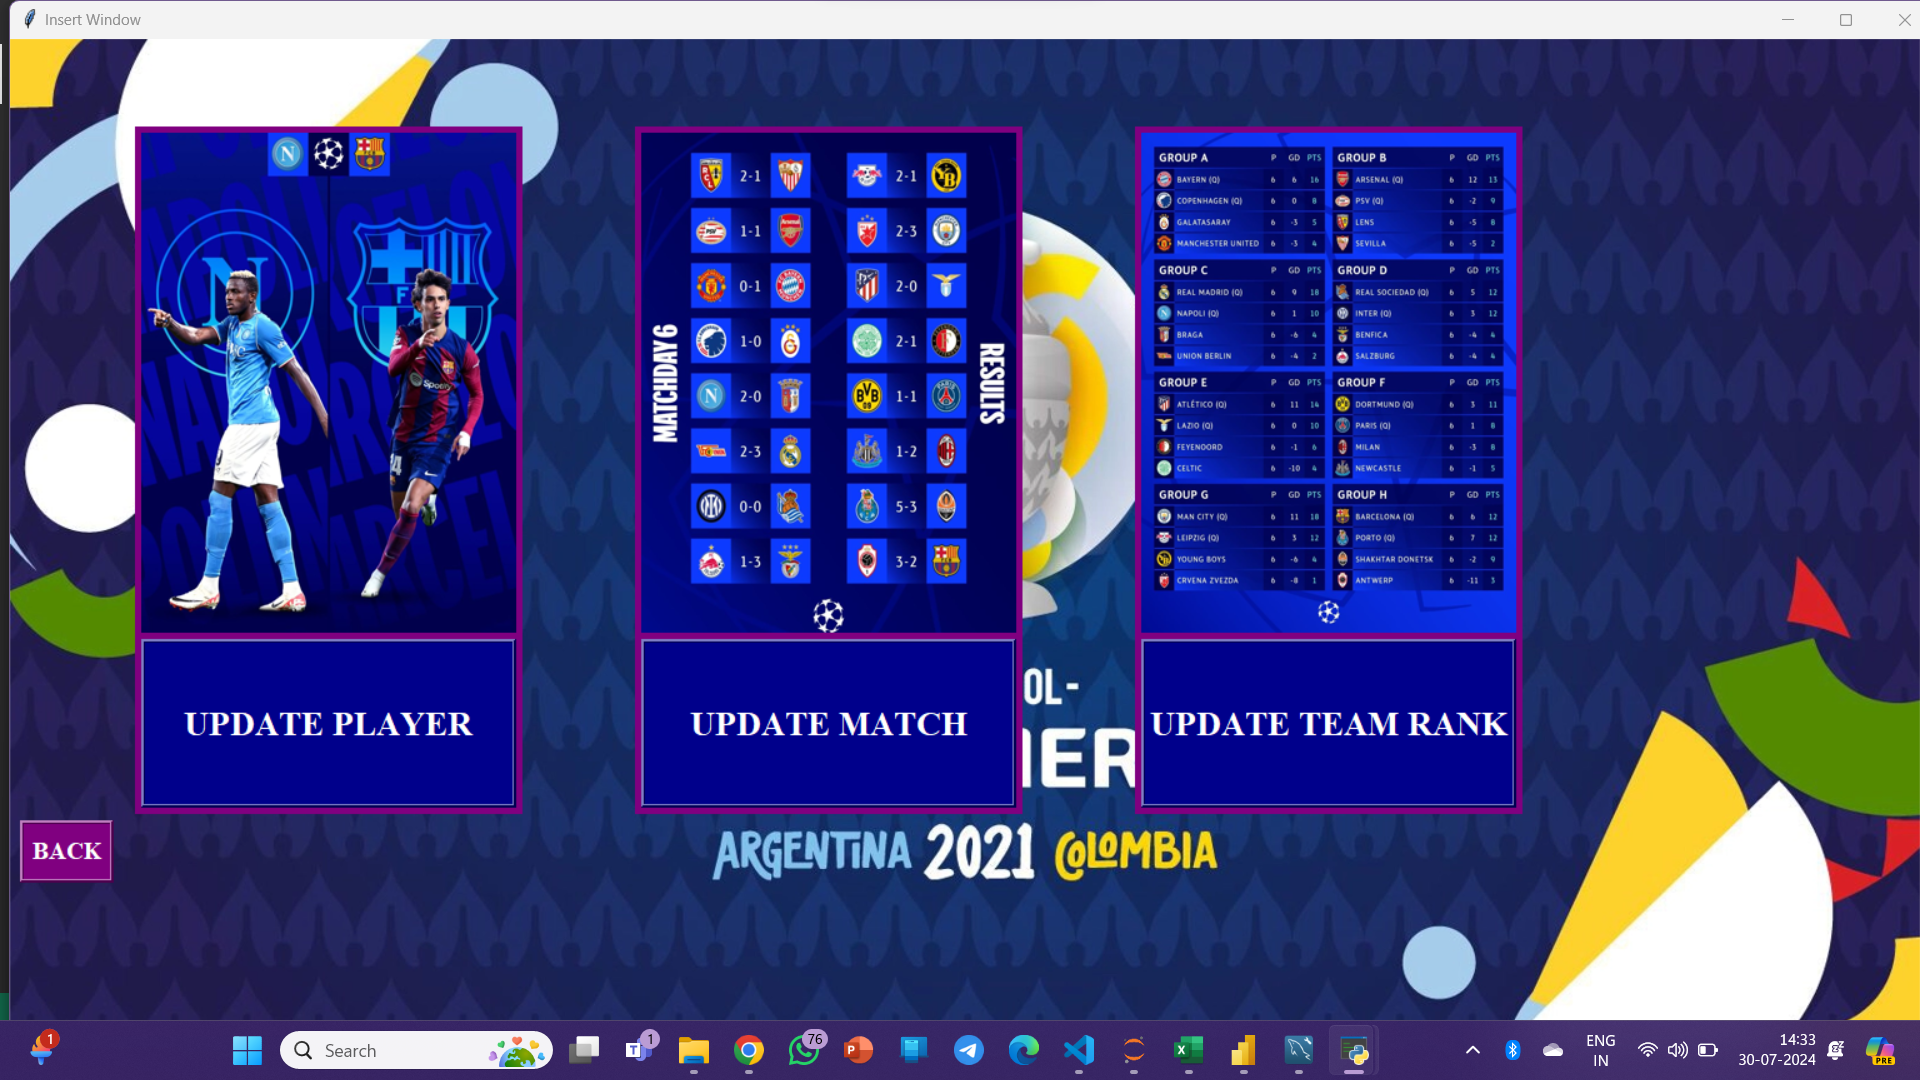 Insert Window
2-1
2-1
1-1
2-3
0-1
2-0
1-0
2-1
2-0
1-1
2-3
1-2
0-0
5-3
1-3
3-2
MATCHDAY 6
RESULTS
GROUP A P GD PTS
BAYERN (Q) 6 6 16
COPENHAGEN (Q) 6 0 8
GALATASARAY 6 -3 5
MANCHESTER UNITED 6 -3 4
GROUP B P GD PTS
ARSENAL (Q) 6 12 13
PSV (Q) 6 -2 9
LENS 6 -5 8
SEVILLA 6 -5 2
GROUP C P GD PTS
REAL MADRID (Q) 6 9 18
NAPOLI (Q) 6 1 10
BRAGA 6 -6 4
UNION BERLIN 6 -4 2
GROUP D P GD PTS
REAL SOCIEDAD (Q) 6 5 12
INTER (Q) 6 3 12
BENFICA 6 -4 4
SALZBURG 6 -4 4
GROUP E P GD PTS
ATLÉTICO (Q) 6 11 14
LAZIO (Q) 6 0 10
FEYENOORD 6 -1 6
CELTIC 6 -10 4
GROUP F P GD PTS
DORTMUND (Q) 6 3 11
PARIS (Q) 6 1 8
MILAN 6 -3 8
NEWCASTLE 6 -1 5
GROUP G P GD PTS
MAN CITY (Q) 6 11 18
LEIPZIG (Q) 6 3 12
YOUNG BOYS 6 -6 4
CRVENA ZVEZDA 6 -8 1
GROUP H P GD PTS
BARCELONA (Q) 6 6 12
PORTO (Q) 6 7 12
SHAKHTAR DONETSK 6 -2 9
ANTWERP 6 -11 3
UPDATE PLAYER
UPDATE MATCH
UPDATE TEAM RANK
OL-
MER
BACK
ARGENTINA 2021 COLOMBIA
1
Search
1
76
ENG
IN
14:33
30-07-2024
PRE